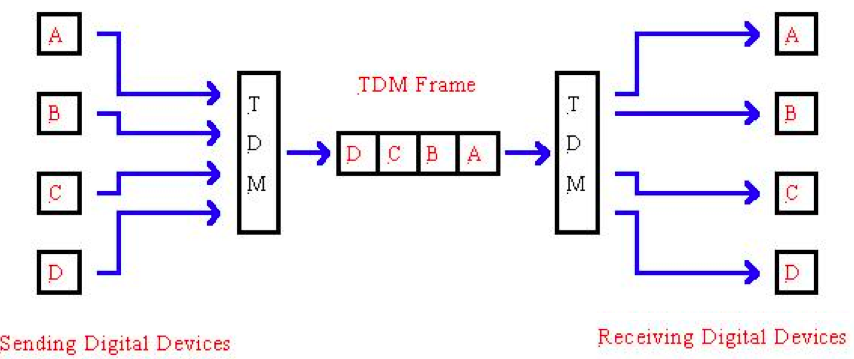 A
B
C
D
T
D
M
TDM Frame
D C B A
T
D
M
A
B
C
D
Sending Digital Devices
Receiving Digital Devices